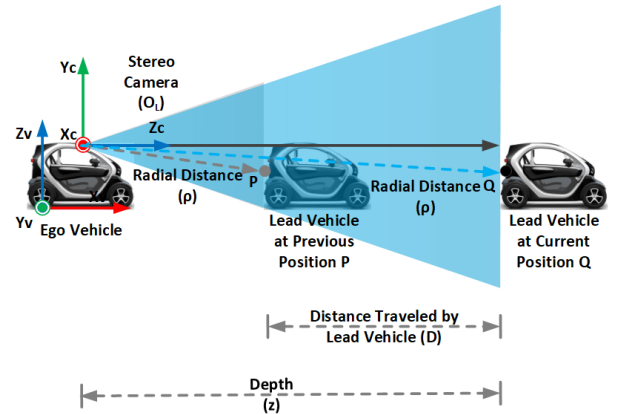 Yc
Stereo
Camera
(OL)
Zv
Xc
Zc
Radial Distance
(ρ)
P
Radial Distance
(ρ)
Q
Xv
Yv
Ego Vehicle
Lead Vehicle
at Previous
Position P
Lead Vehicle
at Current
Position Q
Distance Traveled by
Lead Vehicle (D)
Depth
(z)